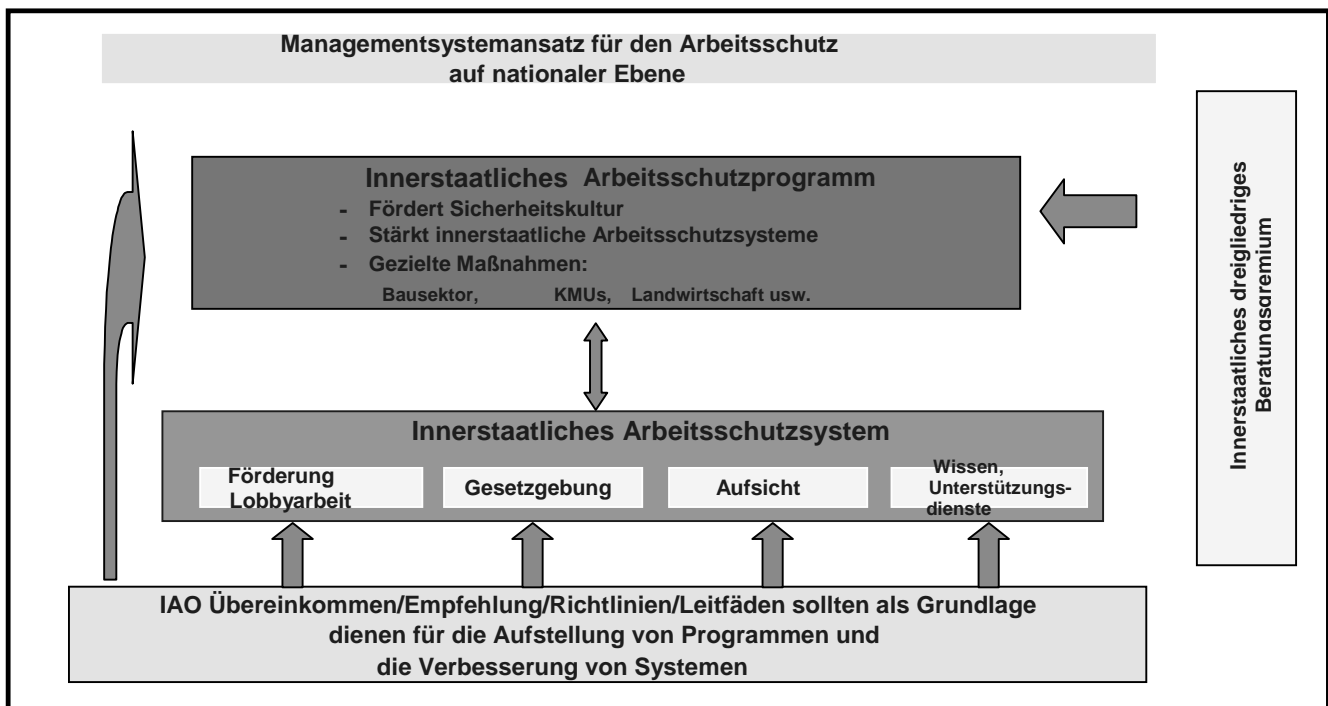 Managementsystemansatz für den Arbeitsschutz
auf nationaler Ebene
Innerstaatliches Arbeitsschutzprogramm
- Fördert Sicherheitskultur
- Stärkt innerstaatliche Arbeitsschutzsysteme
- Gezielte Maßnahmen:
Bausektor, KMUs, Landwirtschaft usw.
Innerstaatliches dreigliedriges
Beratungsgremium
Innerstaatliches Arbeitsschutzsystem
Förderung
Lobbyarbeit
Gesetzgebung
Aufsicht
Wissen,
Unterstützungs-
dienste
IAO Übereinkommen/Empfehlung/Richtlinien/Leitfäden sollten als Grundlage
dienen für die Aufstellung von Programmen und
die Verbesserung von Systemen